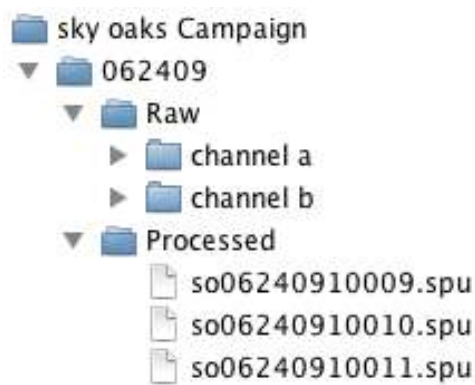 sky oaks Campaign
062409
Raw
channel a
channel b
Processed
so06240910009.spu
so06240910010.spu
so06240910011.spu